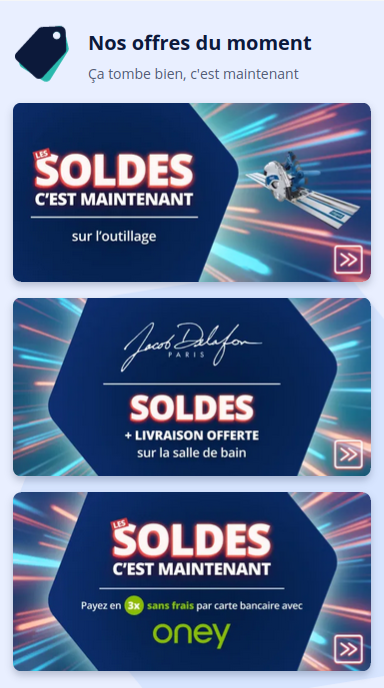 Nos offres du moment
Ça tombe bien, c'est maintenant
LES
SOLDES
C'EST MAINTENANT
sur l'outillage
Jacob Delafon
PARIS
SOLDES
+ LIVRAISON OFFERTE
sur la salle de bain
LES
SOLDES
C'EST MAINTENANT
Payez en 3x sans frais par carte bancaire avec
oney